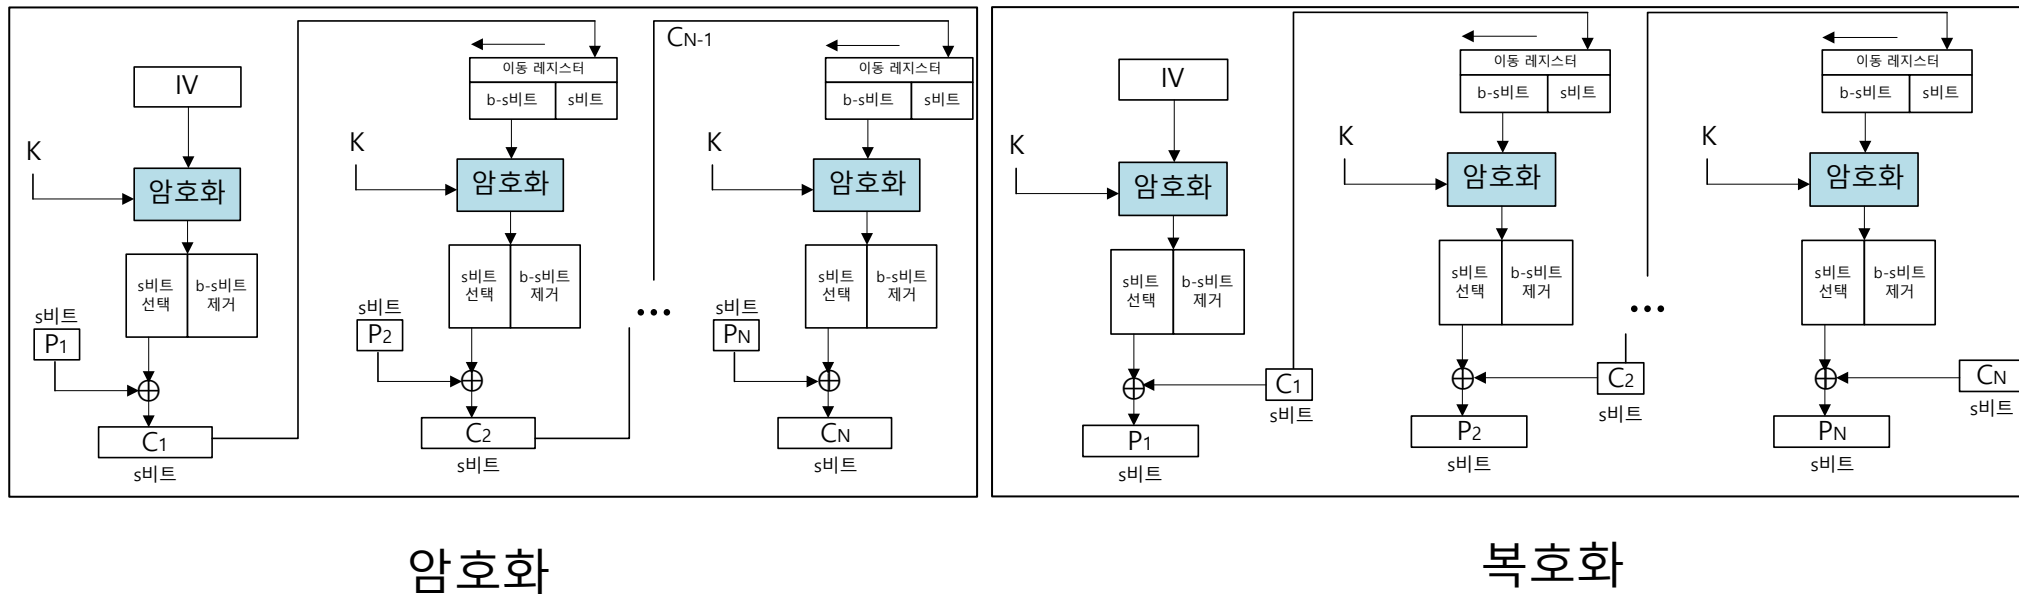 IV
K
암호화
s비트
선택
b-s비트
제거
s비트
P1
C1
s비트
이동 레지스터
b-s비트
s비트
K
암호화
s비트
선택
b-s비트
제거
s비트
P2
C2
s비트
...
CN-1
이동 레지스터
b-s비트
s비트
K
암호화
s비트
선택
b-s비트
제거
s비트
PN
CN
s비트
암호화
IV
K
암호화
s비트
선택
b-s비트
제거
C1
s비트
P1
s비트
이동 레지스터
b-s비트
s비트
K
암호화
s비트
선택
b-s비트
제거
C2
s비트
P2
s비트
...
이동 레지스터
b-s비트
s비트
K
암호화
s비트
선택
b-s비트
제거
CN
s비트
PN
s비트
복호화